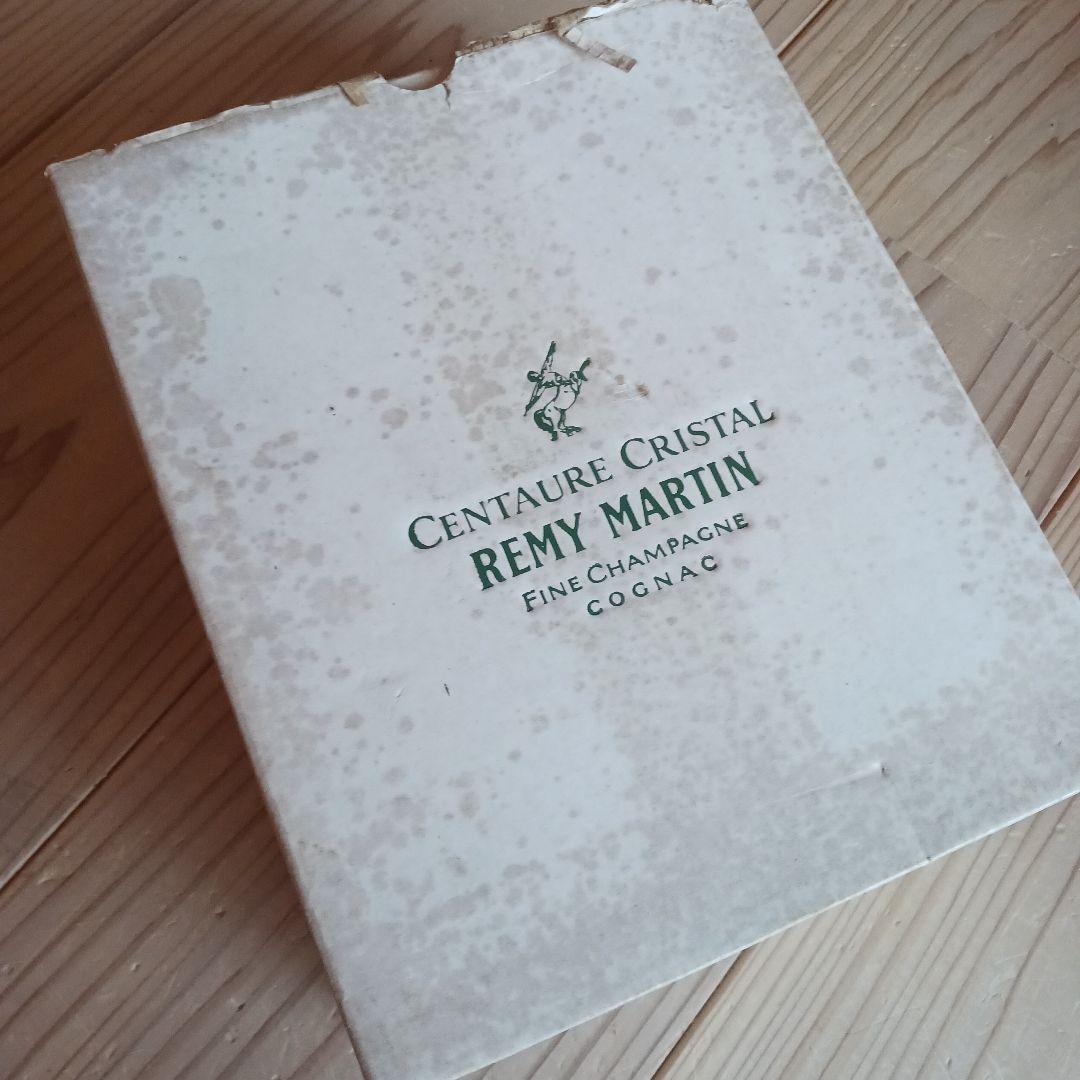 CENTAURE CRISTAL
REMY MARTIN
FINE CHAMPAGNE
COGNAC